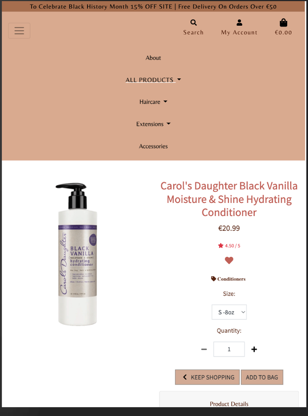 To Celebrate Black History Month 15% OFF SITE | Free Delivery On Orders Over €50
Search
My Account
€0.00
About
ALL PRODUCTS
Haircare
Extensions
Accessories
Carol's Daughter Black Vanilla
Moisture & Shine Hydrating
Conditioner
€20.99
4.50 / 5
Conditioners
Size:
S -8oz
Quantity:
1
KEEP SHOPPING
ADD TO BAG
Product Details
Carol's Daughter
BLACK
VANILLA
hydrating
conditioner